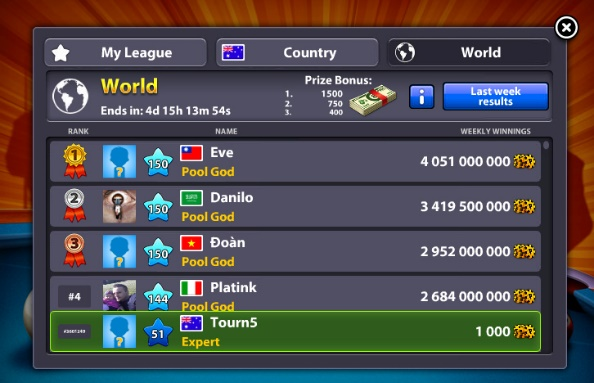 My League
Country
World
World
Ends in: 4d 15h 13m 54s
Prize Bonus:
1. 1500
2. 750
3. 400
i
Last week
results
RANK NAME WEEKLY WINNINGS
1 150 Eve 4 051 000 000
Pool God
2 150 Danilo 3 419 500 000
Pool God
3 150 Đoàn 2 952 000 000
Pool God
#4 144 Platink 2 684 000 000
Pool God
51 Tourn5 1 000
Expert